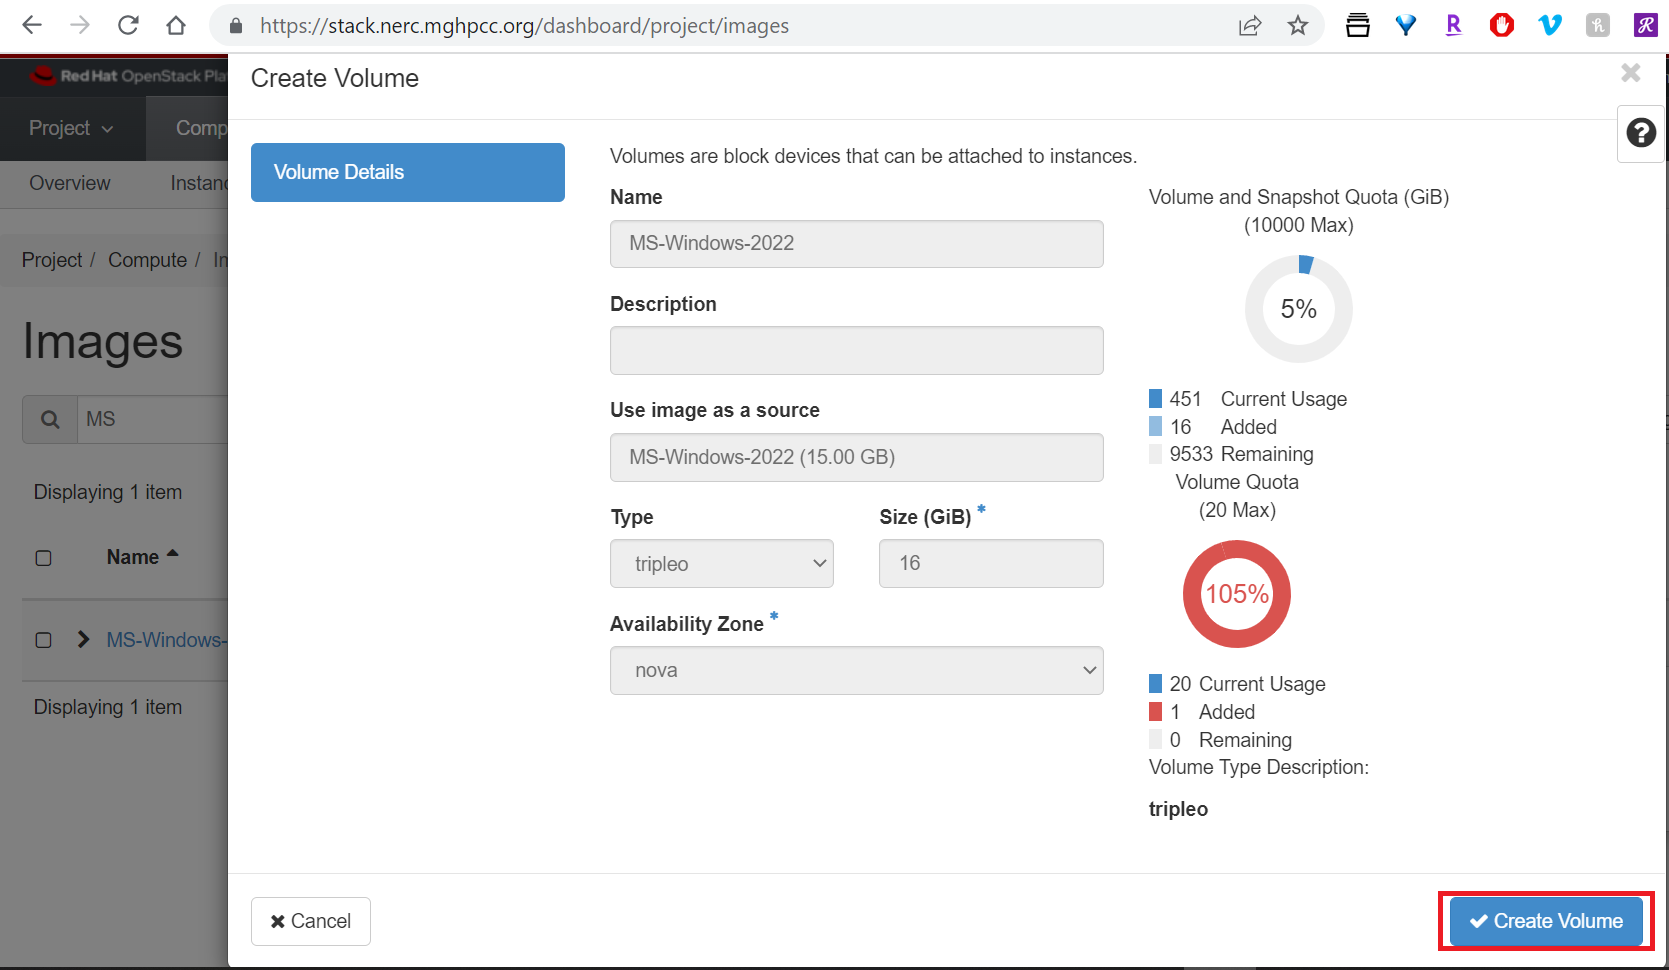 https://stack.nerc.mghpcc.org/dashboard/project/images
Red Hat OpenStack Pla
Create Volume
Project
Comp
Overview
Instanc
Project / Compute / Im
Images
MS
Displaying 1 item
Name
MS-Windows-
Displaying 1 item
Volume Details
Volumes are block devices that can be attached to instances.
Name
MS-Windows-2022
Description
Use image as a source
MS-Windows-2022 (15.00 GB)
Type
Size (GiB) *
tripleo
16
Availability Zone *
nova
Volume and Snapshot Quota (GiB)
(10000 Max)
5%
451 Current Usage
16 Added
9533 Remaining
Volume Quota
(20 Max)
105%
20 Current Usage
1 Added
0 Remaining
Volume Type Description:
tripleo
Cancel
Create Volume